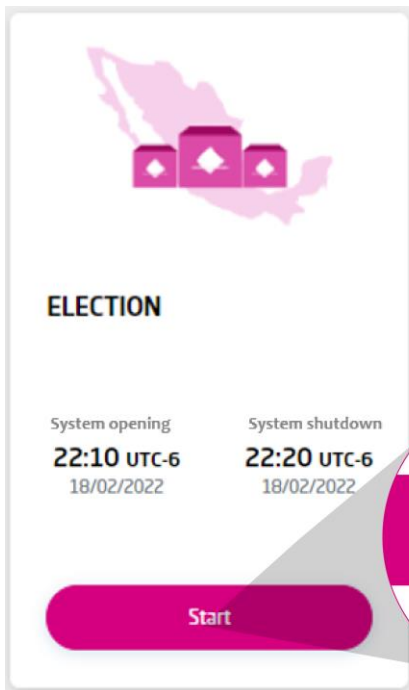 ELECTION
System opening System shutdown
22:10 UTC-6 22:20 UTC-6
18/02/2022 18/02/2022
Start